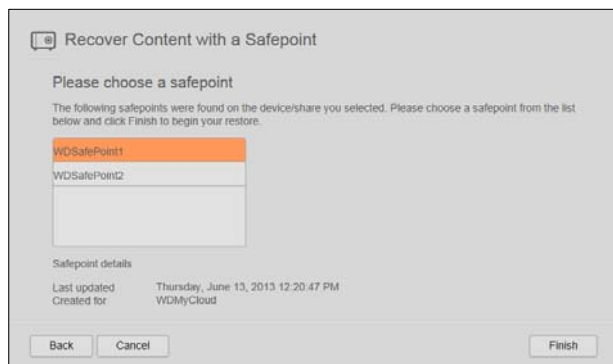 Recover Content with a Safepoint
Please choose a safepoint
The following safepoints were found on the device/share you selected. Please choose a safepoint from the list
below and click Finish to begin your restore.
WDSafePoint1
WDSafePoint2
Safepoint details
Last updated Thursday, June 13, 2013 12:20:47 PM
Created for WDMyCloud
Back Cancel Finish